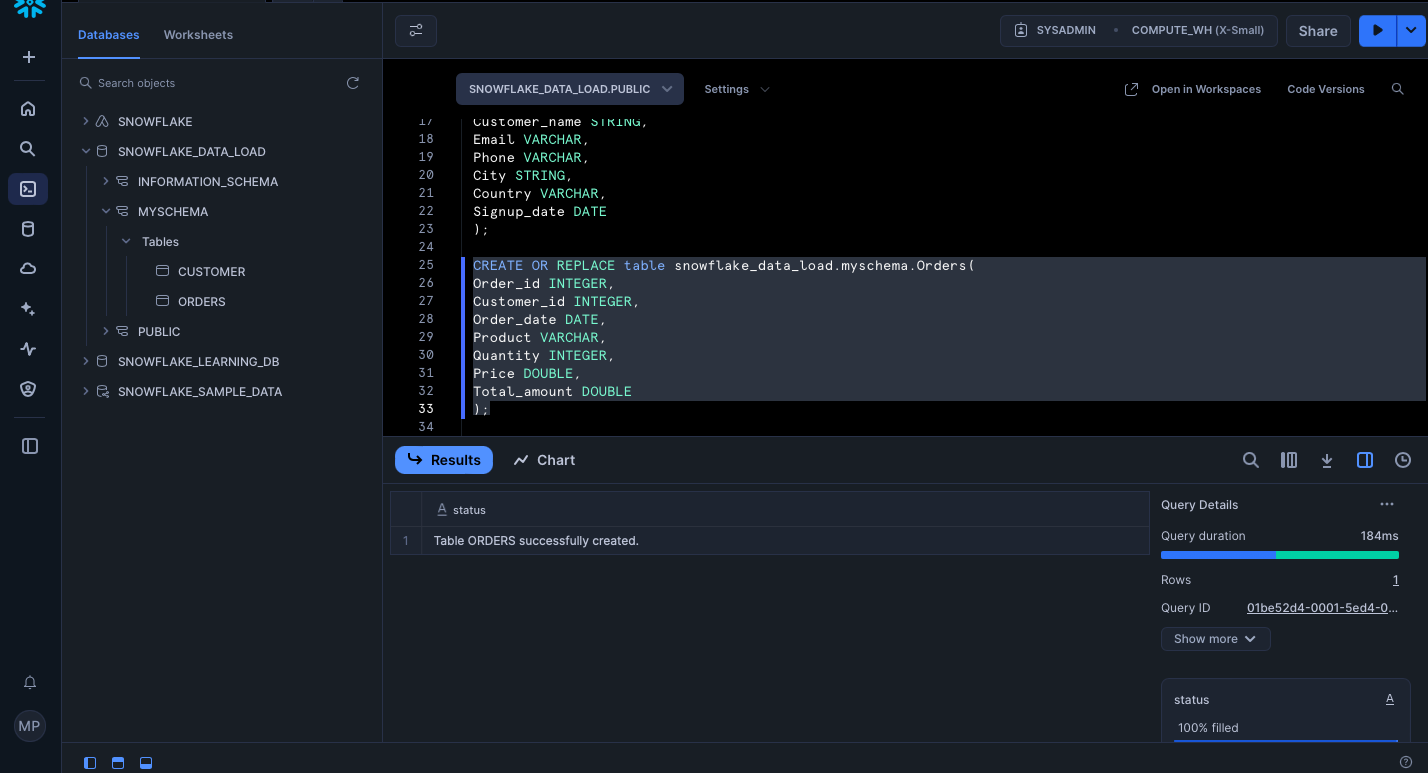 Databases
Worksheets
Search objects
SNOWFLAKE
SNOWFLAKE_DATA_LOAD
INFORMATION_SCHEMA
MYSCHEMA
Tables
CUSTOMER
ORDERS
PUBLIC
SNOWFLAKE_LEARNING_DB
SNOWFLAKE_SAMPLE_DATA
MP
SYSADMIN
COMPUTE_WH (X-Small)
Share
SNOWFLAKE_DATA_LOAD.PUBLIC
Settings
Open in Workspaces
Code Versions
17 Customer_name STRING,
18 Email VARCHAR,
19 Phone VARCHAR,
20 City STRING,
21 Country VARCHAR,
22 Signup_date DATE
23 );
24
25 CREATE OR REPLACE table snowflake_data_load.myschema.Orders(
26 Order_id INTEGER,
27 Customer_id INTEGER,
28 Order_date DATE,
29 Product VARCHAR,
30 Quantity INTEGER,
31 Price DOUBLE,
32 Total_amount DOUBLE
33 );
34
Results
Chart
A status
1 Table ORDERS successfully created.
Query Details
...
Query duration 184ms
Rows 1
Query ID 01be52d4-0001-5ed4-0...
Show more
status A
100% filled